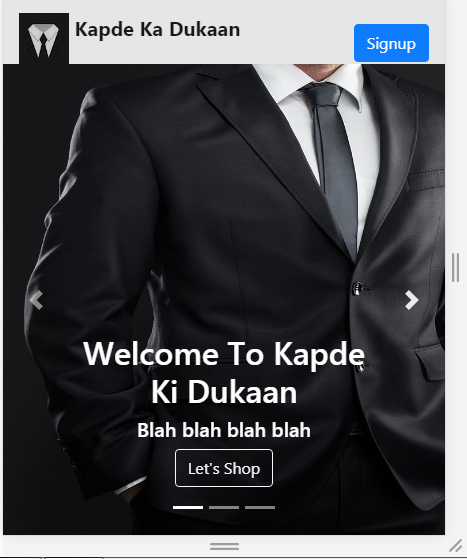 Kapde Ka Dukaan
Signup
Welcome To Kapde
Ki Dukaan
Blah blah blah blah
Let's Shop